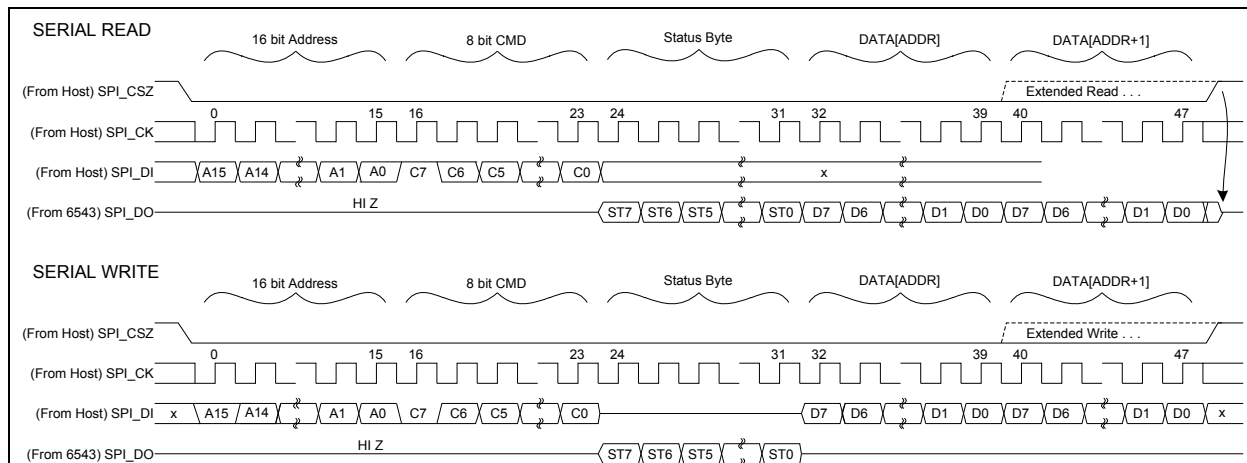 SERIAL READ
16 bit Address 8 bit CMD Status Byte DATA[ADDR] DATA[ADDR+1]
(From Host) SPI_CSZ Extended Read . . .
0 15 16 23 24 31 32 39 40 47
(From Host) SPI_CK
(From Host) SPI_DI A15 A14 A1 A0 C7 C6 C5 C0 x
(From 6543) SPI_DO HI Z ST7 ST6 ST5 ST0 D7 D6 D1 D0 D7 D6 D1 D0
SERIAL WRITE
16 bit Address 8 bit CMD Status Byte DATA[ADDR] DATA[ADDR+1]
(From Host) SPI_CSZ Extended Write . . .
0 15 16 23 24 31 32 39 40 47
(From Host) SPI_CK
(From Host) SPI_DI x A15 A14 A1 A0 C7 C6 C5 C0 D7 D6 D1 D0 D7 D6 D1 D0 x
(From 6543) SPI_DO HI Z ST7 ST6 ST5 ST0